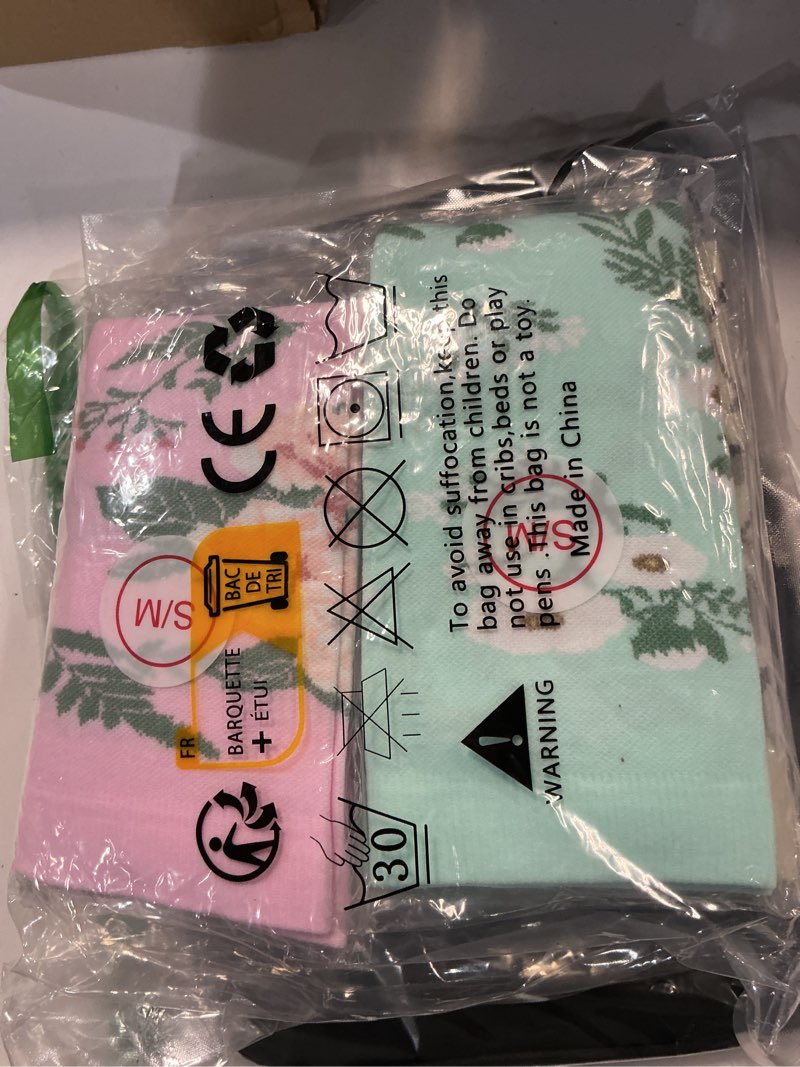 To avoid suffocation,keep this
bag away from children. Do
not use in cribs,beds or play
pens .This bag is not a toy.
Made in China
WARNING
30
CE
FR
BARQUETTE
+ ÉTUI
BAC
DE
TRI
S/M
S/M